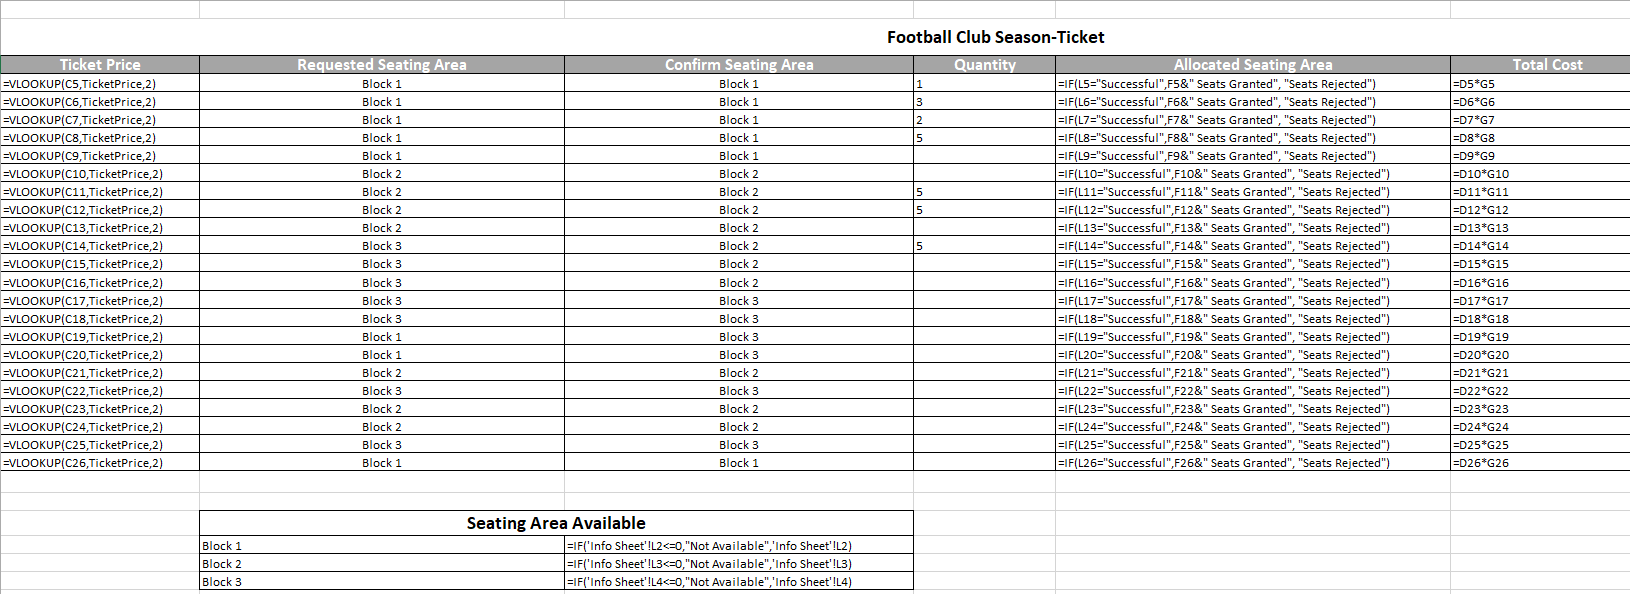 Football Club Season-Ticket
Ticket Price Requested Seating Area Confirm Seating Area Quantity Allocated Seating Area Total Cost
=VLOOKUP(C5,TicketPrice,2) Block 1 Block 1 1 =IF(L5="Successful",F5&" Seats Granted", "Seats Rejected") =D5*G5
=VLOOKUP(C6,TicketPrice,2) Block 1 Block 1 3 =IF(L6="Successful",F6&" Seats Granted", "Seats Rejected") =D6*G6
=VLOOKUP(C7,TicketPrice,2) Block 1 Block 1 2 =IF(L7="Successful",F7&" Seats Granted", "Seats Rejected") =D7*G7
=VLOOKUP(C8,TicketPrice,2) Block 1 Block 1 5 =IF(L8="Successful",F8&" Seats Granted", "Seats Rejected") =D8*G8
=VLOOKUP(C9,TicketPrice,2) Block 1 Block 1 =IF(L9="Successful",F9&" Seats Granted", "Seats Rejected") =D9*G9
=VLOOKUP(C10,TicketPrice,2) Block 2 Block 2 =IF(L10="Successful",F10&" Seats Granted", "Seats Rejected") =D10*G10
=VLOOKUP(C11,TicketPrice,2) Block 2 Block 2 5 =IF(L11="Successful",F11&" Seats Granted", "Seats Rejected") =D11*G11
=VLOOKUP(C12,TicketPrice,2) Block 2 Block 2 5 =IF(L12="Successful",F12&" Seats Granted", "Seats Rejected") =D12*G12
=VLOOKUP(C13,TicketPrice,2) Block 2 Block 2 =IF(L13="Successful",F13&" Seats Granted", "Seats Rejected") =D13*G13
=VLOOKUP(C14,TicketPrice,2) Block 3 Block 2 5 =IF(L14="Successful",F14&" Seats Granted", "Seats Rejected") =D14*G14
=VLOOKUP(C15,TicketPrice,2) Block 3 Block 2 =IF(L15="Successful",F15&" Seats Granted", "Seats Rejected") =D15*G15
=VLOOKUP(C16,TicketPrice,2) Block 3 Block 2 =IF(L16="Successful",F16&" Seats Granted", "Seats Rejected") =D16*G16
=VLOOKUP(C17,TicketPrice,2) Block 3 Block 3 =IF(L17="Successful",F17&" Seats Granted", "Seats Rejected") =D17*G17
=VLOOKUP(C18,TicketPrice,2) Block 3 Block 3 =IF(L18="Successful",F18&" Seats Granted", "Seats Rejected") =D18*G18
=VLOOKUP(C19,TicketPrice,2) Block 1 Block 3 =IF(L19="Successful",F19&" Seats Granted", "Seats Rejected") =D19*G19
=VLOOKUP(C20,TicketPrice,2) Block 1 Block 3 =IF(L20="Successful",F20&" Seats Granted", "Seats Rejected") =D20*G20
=VLOOKUP(C21,TicketPrice,2) Block 2 Block 2 =IF(L21="Successful",F21&" Seats Granted", "Seats Rejected") =D21*G21
=VLOOKUP(C22,TicketPrice,2) Block 3 Block 3 =IF(L22="Successful",F22&" Seats Granted", "Seats Rejected") =D22*G22
=VLOOKUP(C23,TicketPrice,2) Block 2 Block 2 =IF(L23="Successful",F23&" Seats Granted", "Seats Rejected") =D23*G23
=VLOOKUP(C24,TicketPrice,2) Block 2 Block 2 =IF(L24="Successful",F24&" Seats Granted", "Seats Rejected") =D24*G24
=VLOOKUP(C25,TicketPrice,2) Block 3 Block 3 =IF(L25="Successful",F25&" Seats Granted", "Seats Rejected") =D25*G25
=VLOOKUP(C26,TicketPrice,2) Block 1 Block 1 =IF(L26="Successful",F26&" Seats Granted", "Seats Rejected") =D26*G26
Seating Area Available
Block 1 =IF('Info Sheet'!L2<=0,"Not Available",'Info Sheet'!L2)
Block 2 =IF('Info Sheet'!L3<=0,"Not Available",'Info Sheet'!L3)
Block 3 =IF('Info Sheet'!L4<=0,"Not Available",'Info Sheet'!L4)